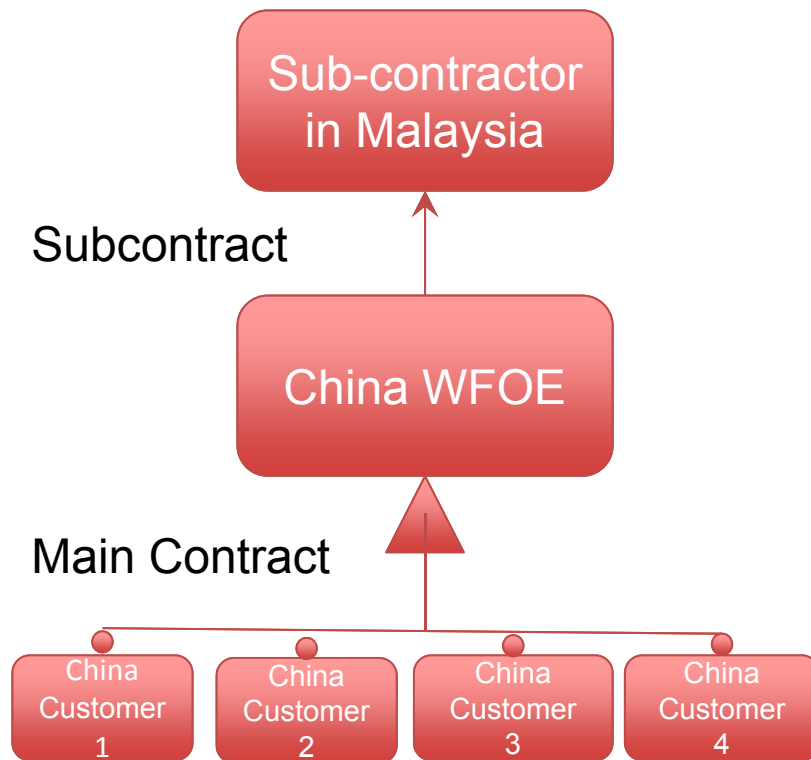 Sub-contractor
in Malaysia
Subcontract
China WFOE
Main Contract
China
Customer
1
China
Customer
2
China
Customer
3
China
Customer
4